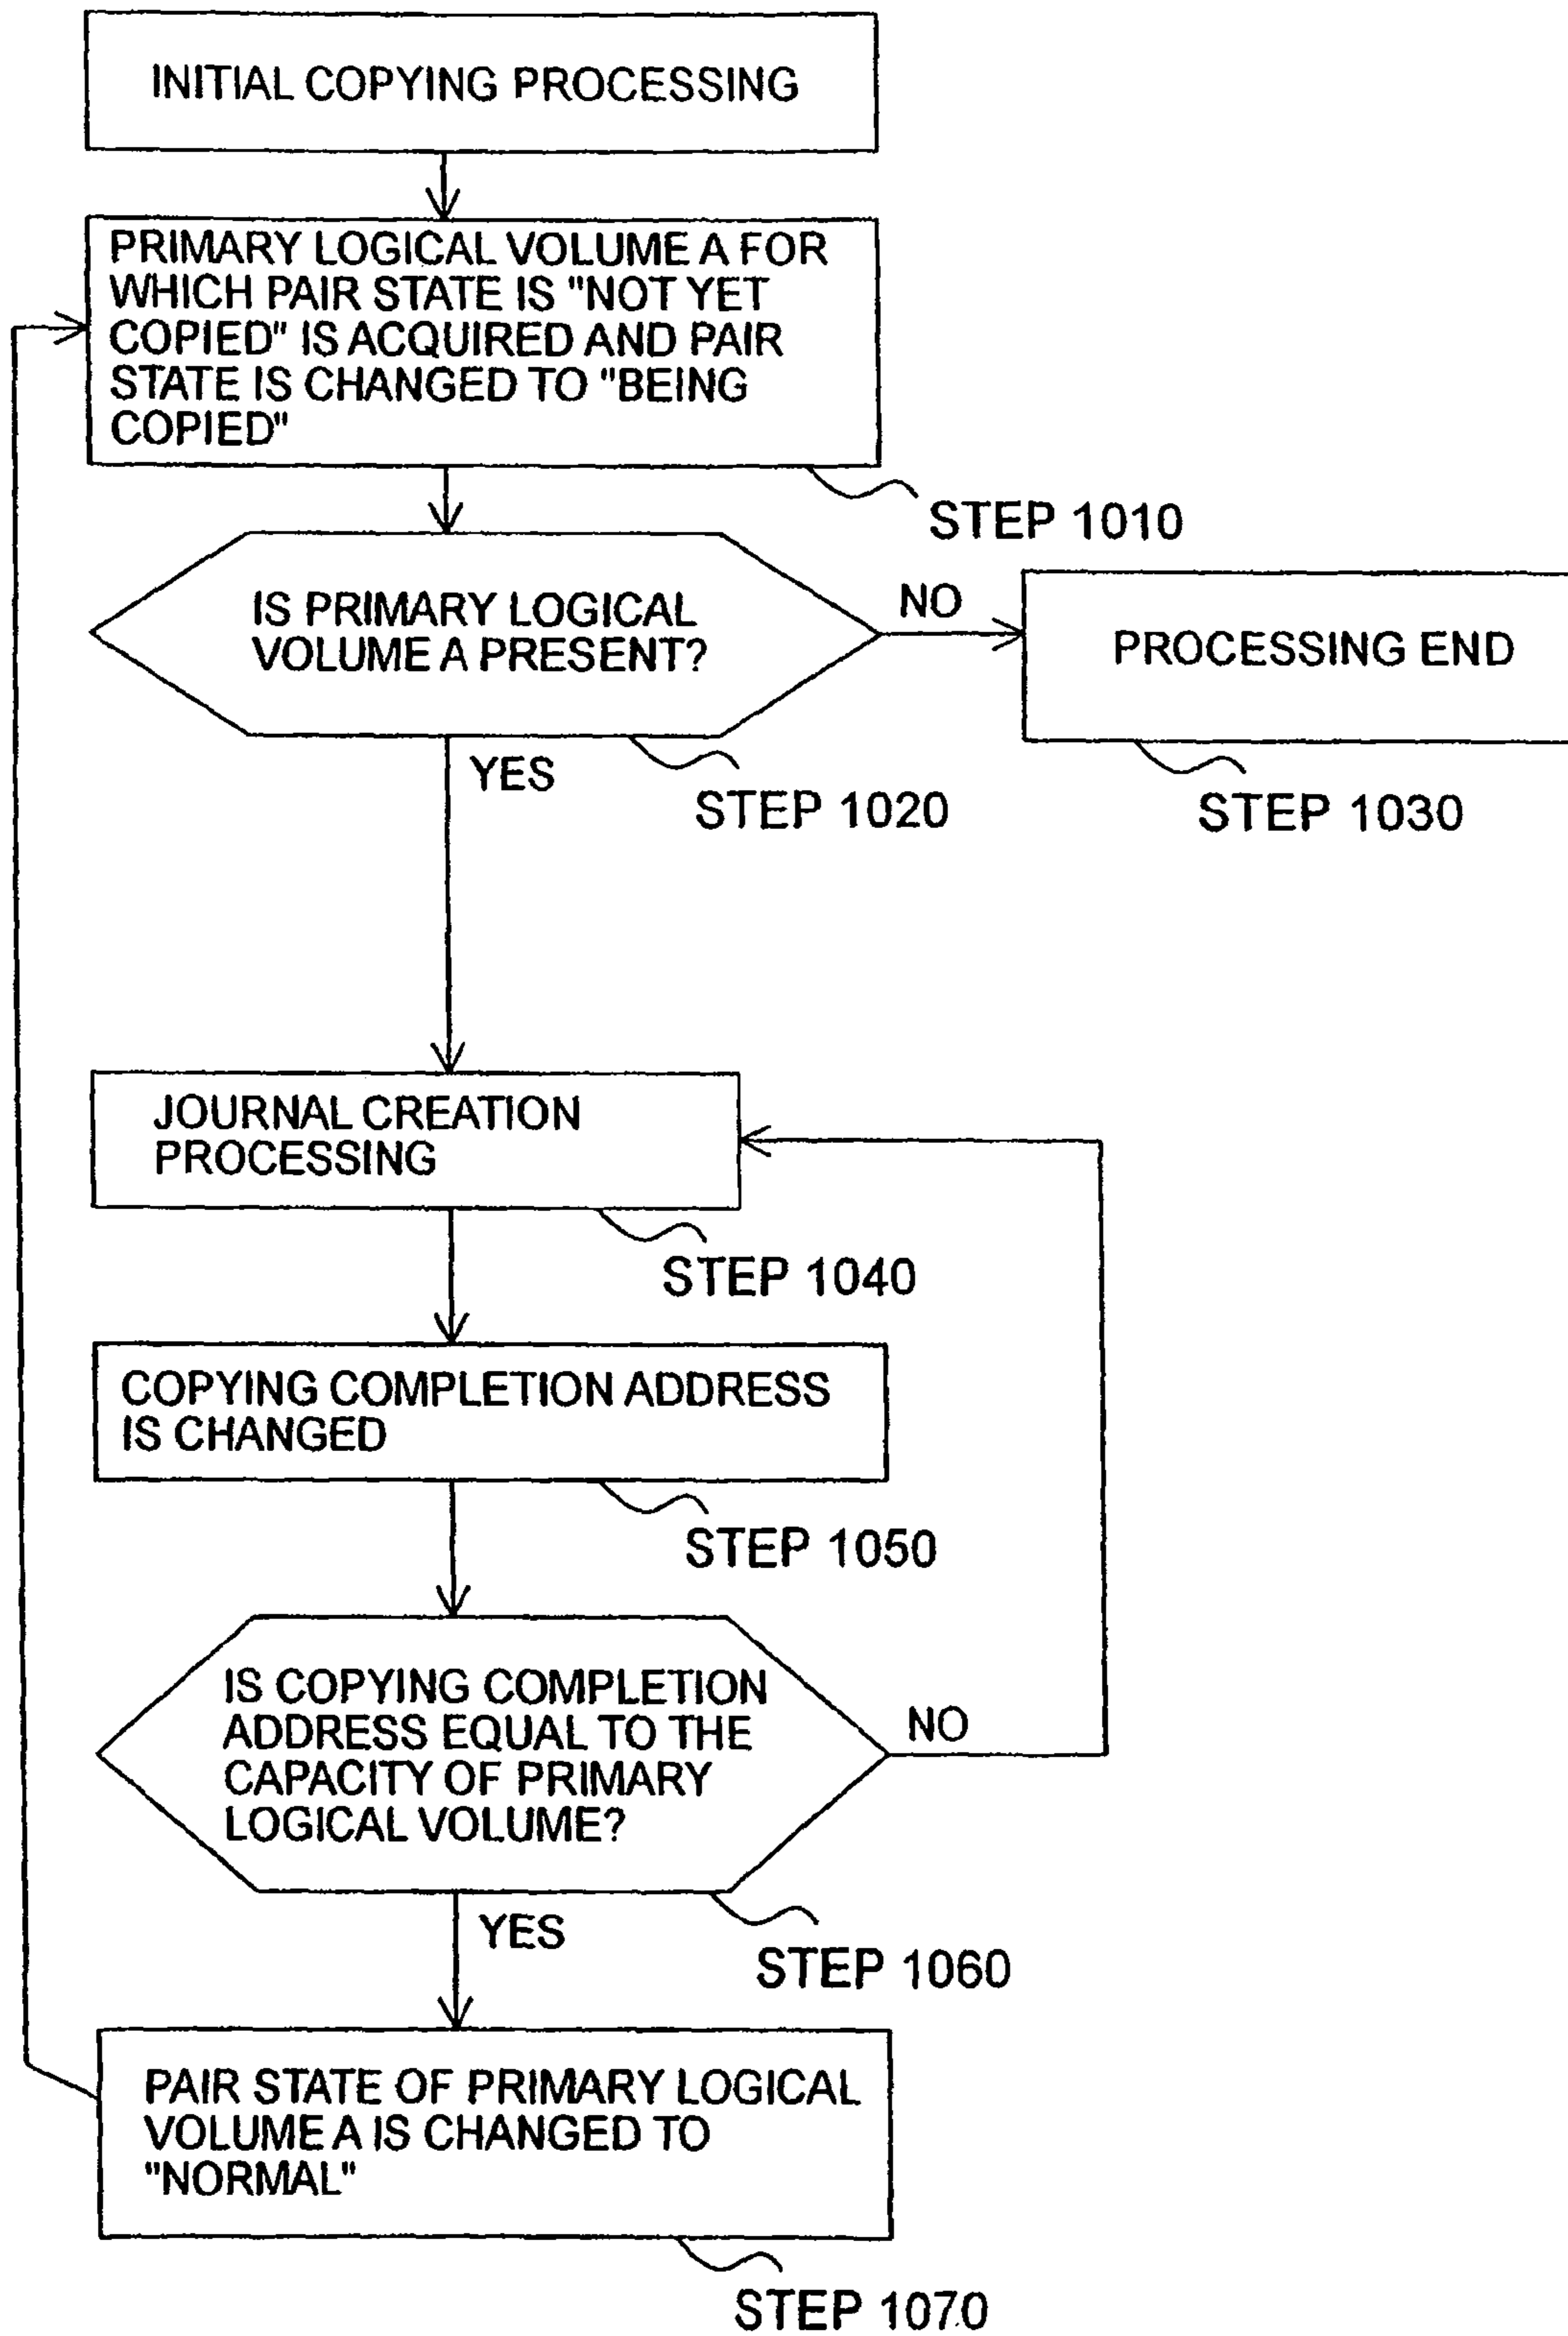 INITIAL COPYING PROCESSING
PRIMARY LOGICAL VOLUME A FOR
WHICH PAIR STATE IS "NOT YET
COPIED" IS ACQUIRED AND PAIR
STATE IS CHANGED TO "BEING
COPIED"
STEP 1010
IS PRIMARY LOGICAL
VOLUME A PRESENT?
NO
PROCESSING END
YES
STEP 1020
STEP 1030
JOURNAL CREATION
PROCESSING
STEP 1040
COPYING COMPLETION ADDRESS
IS CHANGED
STEP 1050
IS COPYING COMPLETION
ADDRESS EQUAL TO THE
CAPACITY OF PRIMARY
LOGICAL VOLUME?
NO
YES
STEP 1060
PAIR STATE OF PRIMARY LOGICAL
VOLUME A IS CHANGED TO
"NORMAL"
STEP 1070